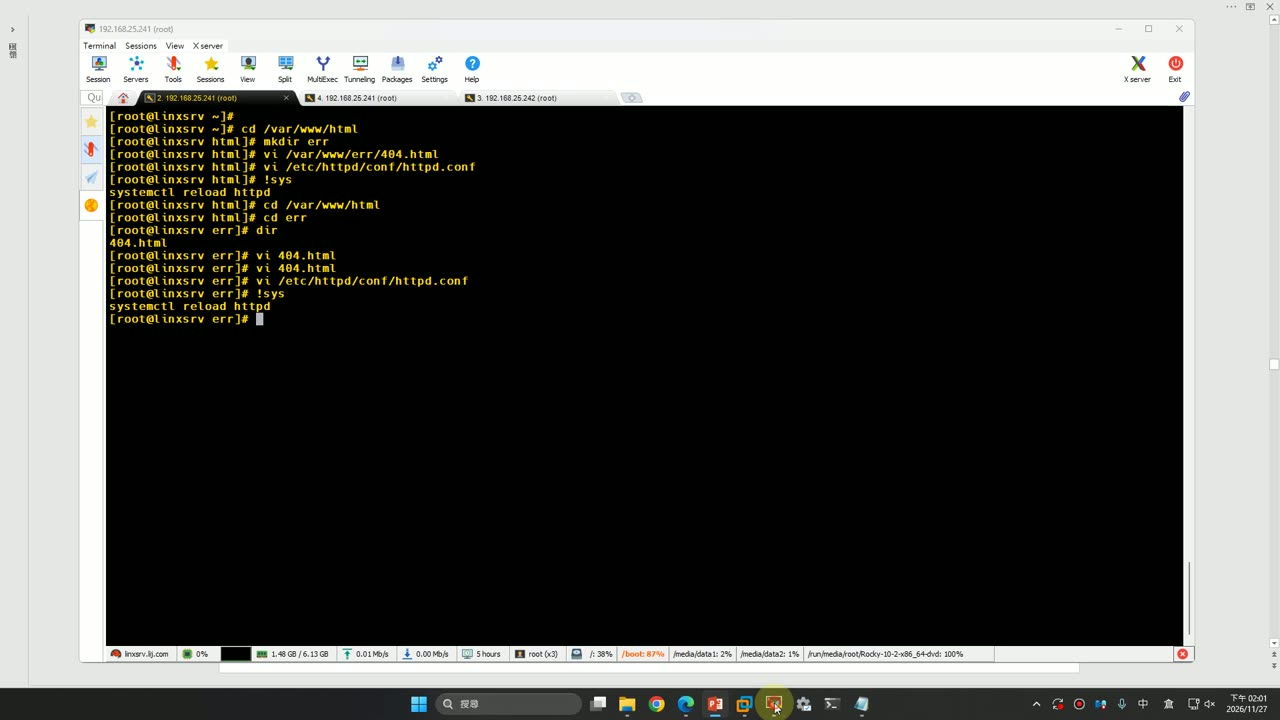 192.168.25.241 (root)
Terminal Sessions View X server
Session Servers Tools Sessions View Split MultiExec Tunneling Packages Settings Help X server Exit
Qu
2. 192.168.25.241 (root)
4. 192.168.25.241 (root)
3. 192.168.25.242 (root)
[root@linxsrv ~]#
[root@linxsrv ~]# cd /var/www/html
[root@linxsrv html]# mkdir err
[root@linxsrv html]# vi /var/www/err/404.html
[root@linxsrv html]# vi /etc/httpd/conf/httpd.conf
[root@linxsrv html]# !sys
systemctl reload httpd
[root@linxsrv html]# cd /var/www/html
[root@linxsrv html]# cd err
[root@linxsrv err]# dir
404.html
[root@linxsrv err]# vi 404.html
[root@linxsrv err]# vi 404.html
[root@linxsrv err]# vi /etc/httpd/conf/httpd.conf
[root@linxsrv err]# !sys
systemctl reload httpd
[root@linxsrv err]#
linxsrv.lij.com 0% 1.48 GB / 6.13 GB 0.01 Mb/s 0.00 Mb/s 5 hours root (x3) /: 38% /boot: 87% /media/data1: 2% /media/data2: 1% /run/media/root/Rocky-10-2-x86_64-dvd: 100%
搜尋
中
下午 02:01
2026/11/27